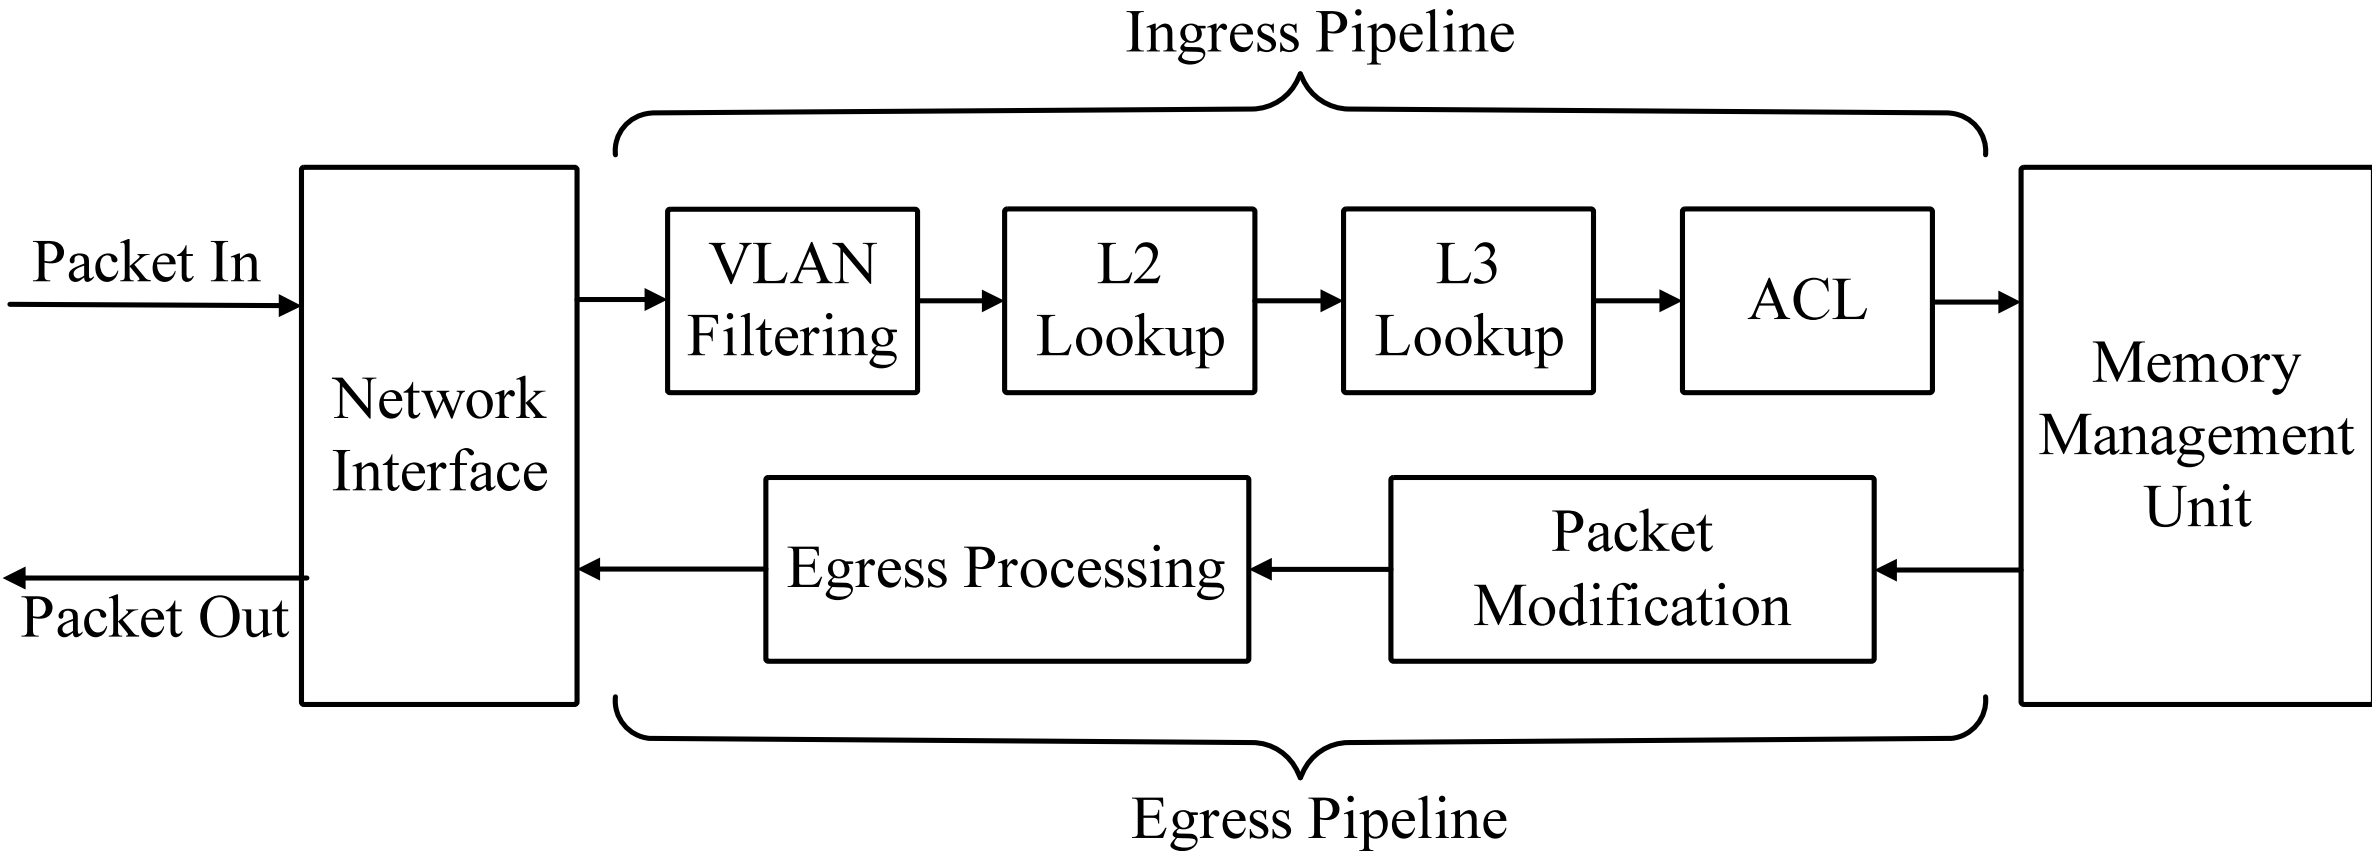 Ingress Pipeline
Packet In
Network
Interface
VLAN
Filtering
L2
Lookup
L3
Lookup
ACL
Memory
Management
Unit
Packet
Modification
Egress Processing
Packet Out
Egress Pipeline